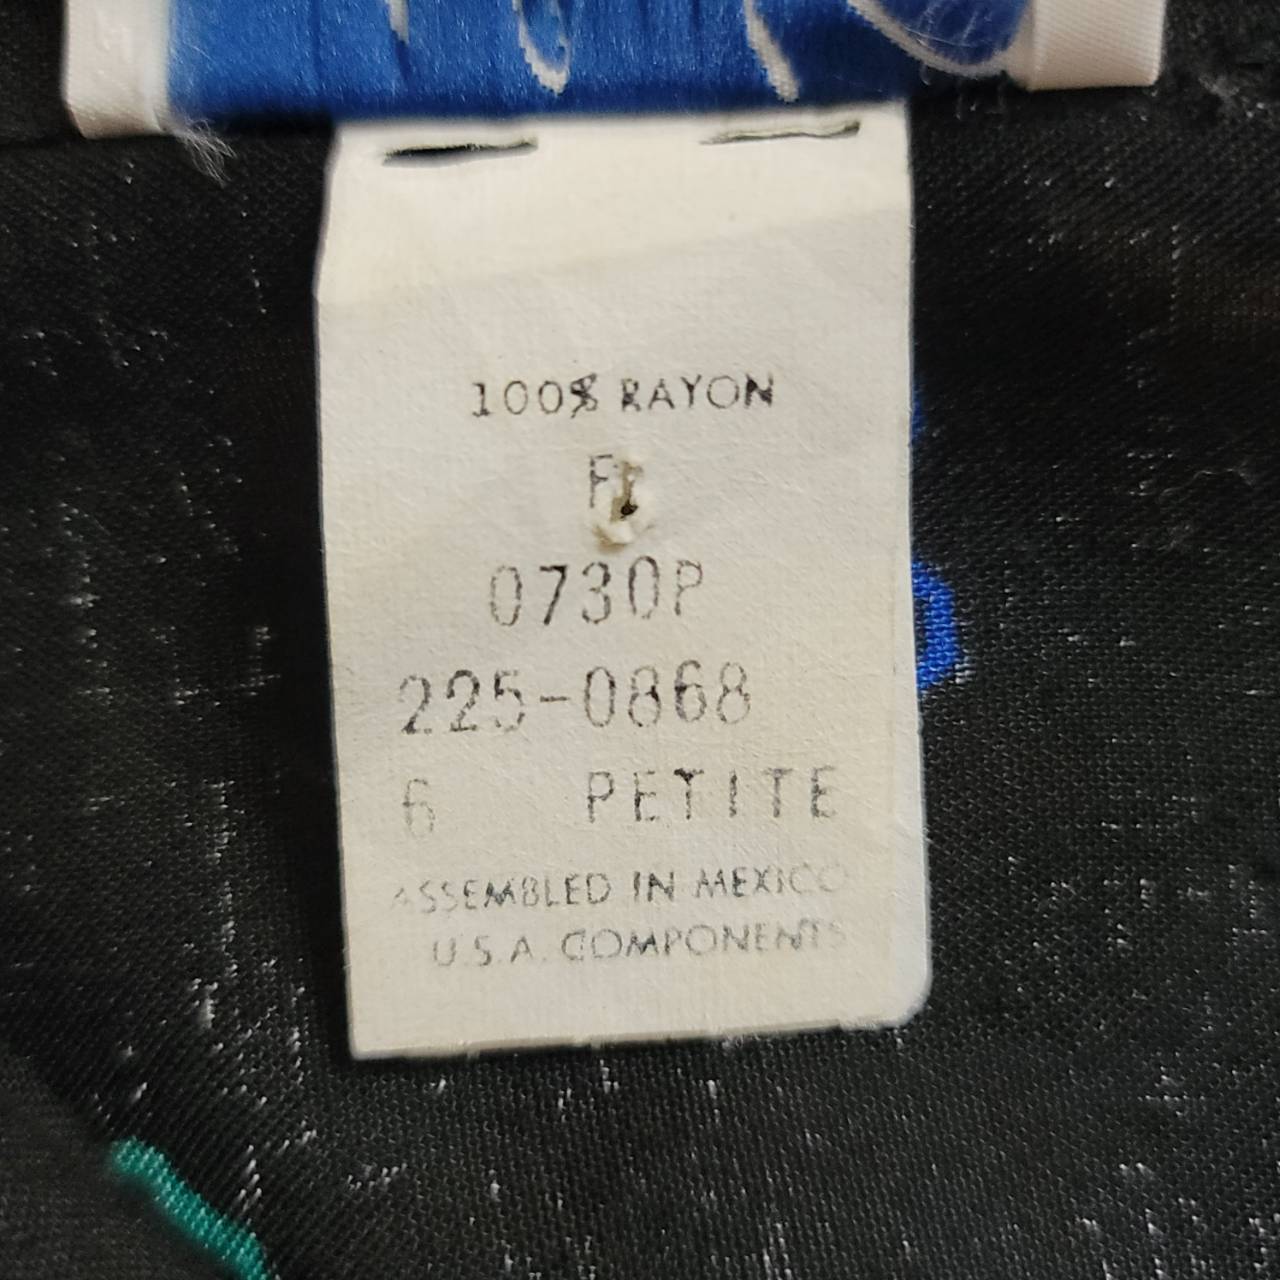 100% RAYON
0730P
225-0868
6 PETITE
ASSEMBLED IN MEXICO
U.S.A. COMPONENTS